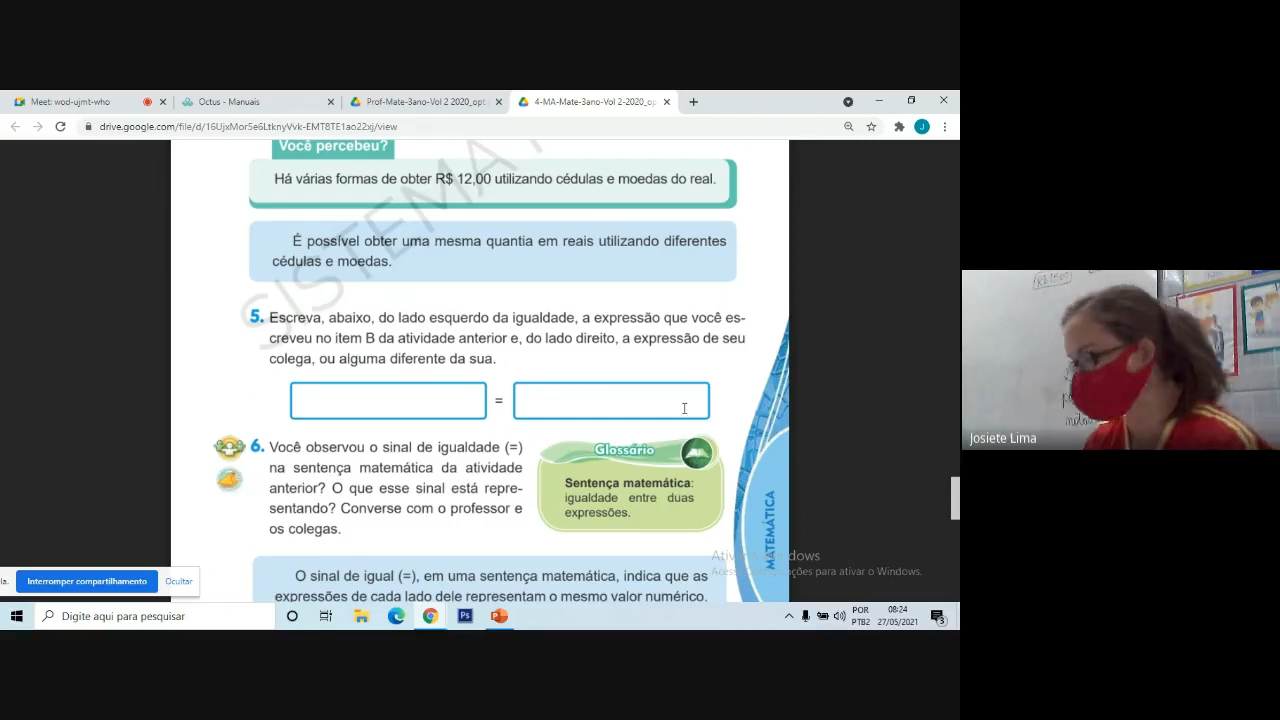 Meet: wod-ujmt-who
Octus - Manuais
Prof-Mate-3ano-Vol 2 2020_opt.
4-MA-Mate-3ano-Vol 2-2020_op
drive.google.com/file/d/16UjxMor5e6LtknyVvk-EMT8TE1ao22xj/view
J
Você percebeu?
Há várias formas de obter R$ 12,00 utilizando cédulas e moedas do real.
É possível obter uma mesma quantia em reais utilizando diferentes
cédulas e moedas.
SISTEMA
5. Escreva, abaixo, do lado esquerdo da igualdade, a expressão que você es-
creveu no item B da atividade anterior e, do lado direito, a expressão de seu
colega, ou alguma diferente da sua.
=
6. Você observou o sinal de igualdade (=)
na sentença matemática da atividade
anterior? O que esse sinal está repre-
sentando? Converse com o professor e
os colegas.
Glossário
Sentença matemática:
igualdade entre duas
expressões.
MATEMÁTICA
O sinal de igual (=), em uma sentença matemática, indica que as
expressões de cada lado dele representam o mesmo valor numérico.
la.
Interromper compartilhamento
Ocultar
Digite aqui para pesquisar
Ps
POR
PTB2
08:24
27/05/2021
3
Josiete Lima